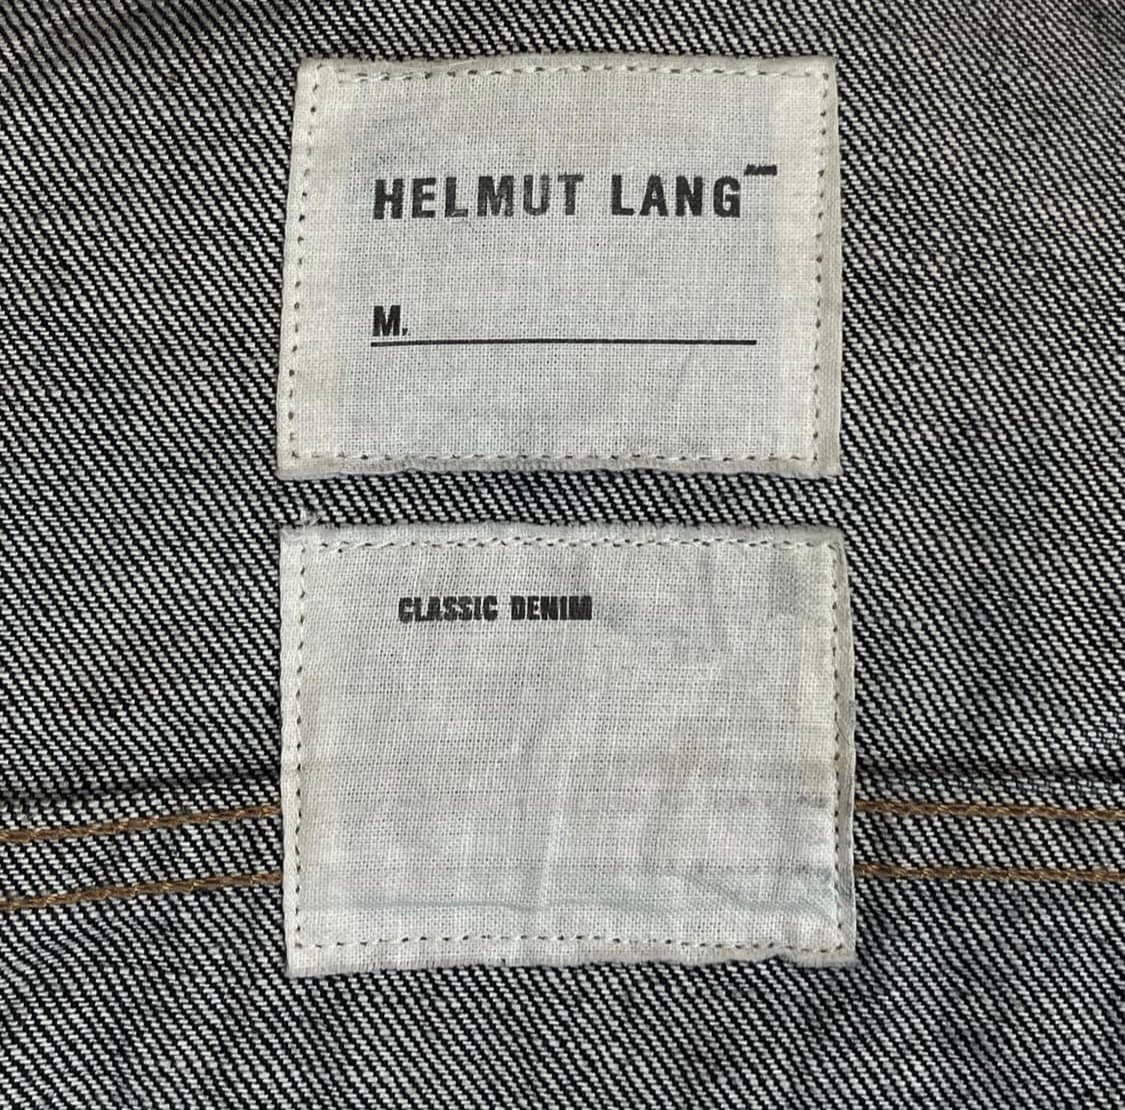 HELMUT LANG
M.
CLASSIC DENIM